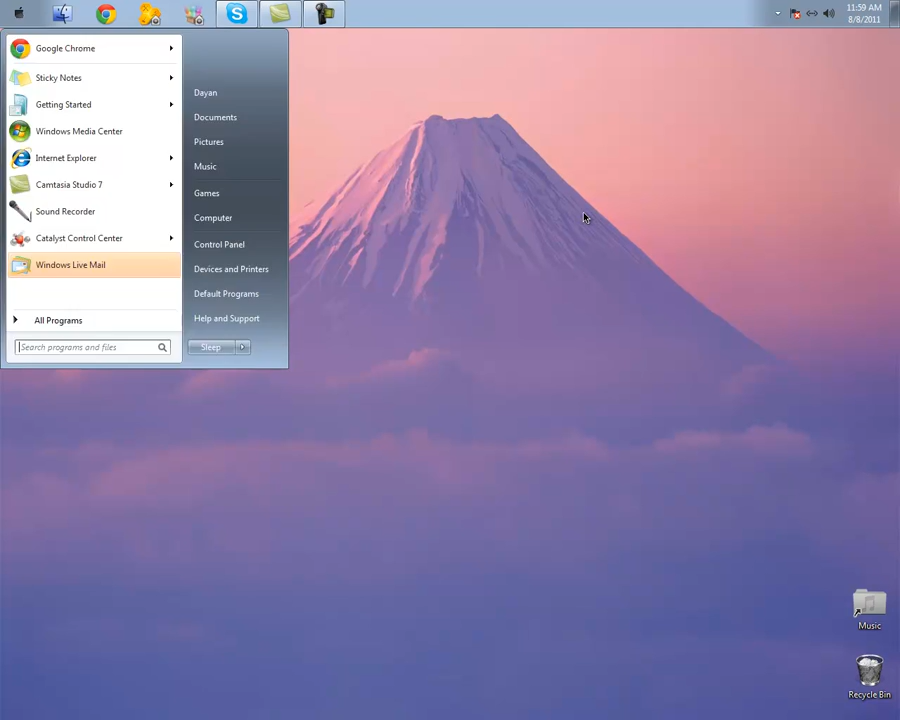 11:59 AM
8/8/2011
Google Chrome
Sticky Notes
Getting Started
Windows Media Center
Internet Explorer
Camtasia Studio 7
Sound Recorder
Catalyst Control Center
Windows Live Mail
All Programs
Search programs and files
Dayan
Documents
Pictures
Music
Games
Computer
Control Panel
Devices and Printers
Default Programs
Help and Support
Sleep
Music
Recycle Bin